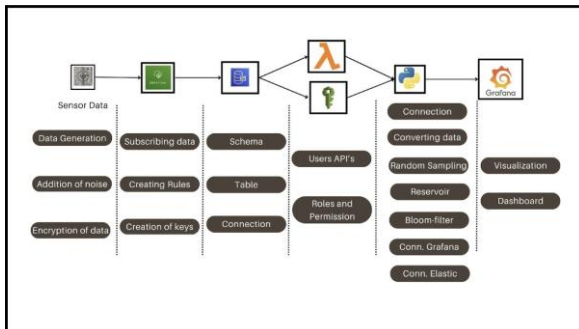 Grafana
Sensor Data
Data Generation
Addition of noise
Encryption of data
Subscribing data
Creating Rules
Creation of keys
Schema
Table
Connection
Users API's
Roles and
Permission
Connection
Converting data
Random Sampling
Reservoir
Bloom-filter
Conn. Grafana
Conn. Elastic
Visualization
Dashboard